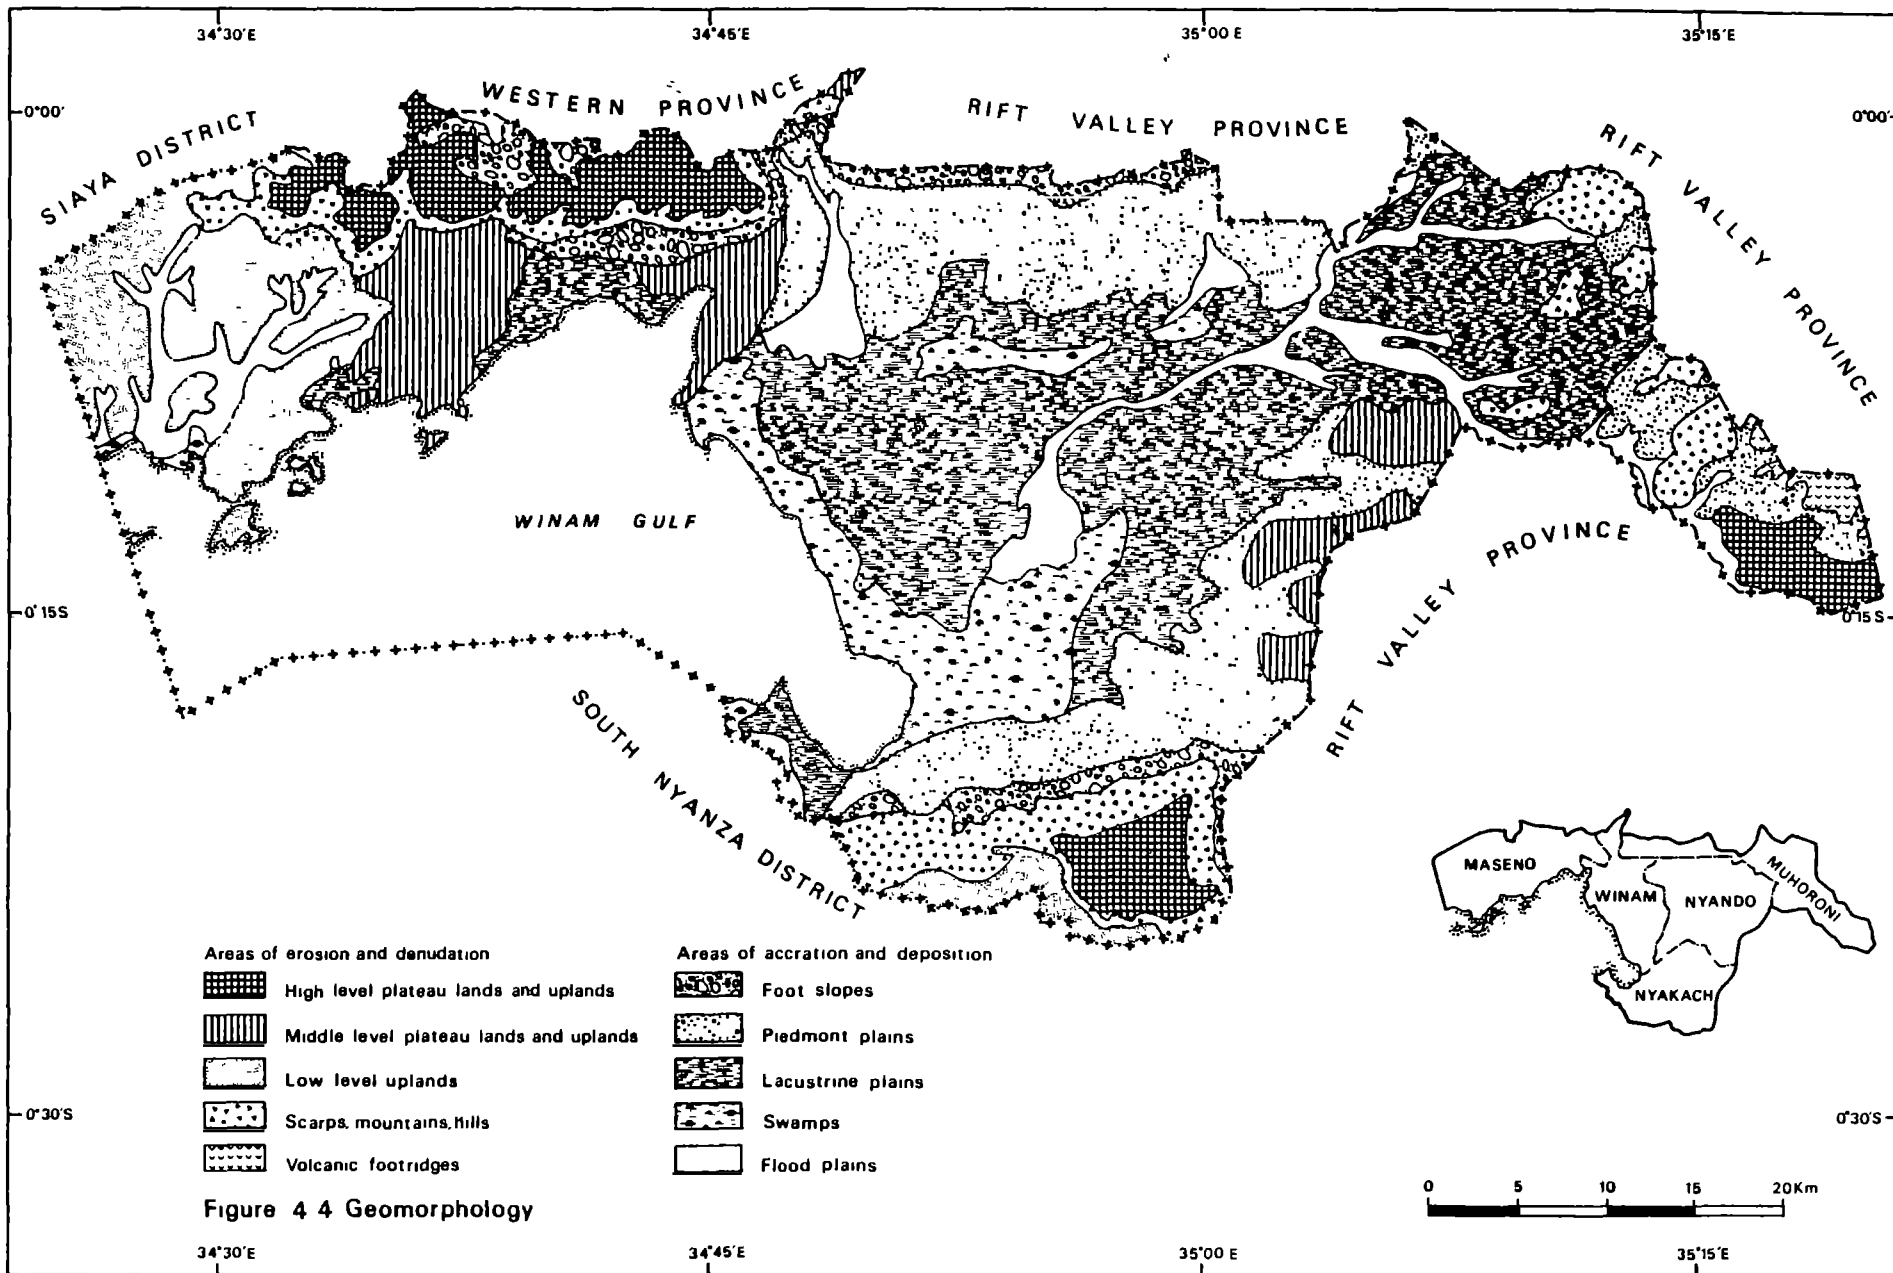 34°30'E 34°45'E 35°00 E 35°15'E
0°00' 0°00'
SIAYA DISTRICT
WESTERN PROVINCE
RIFT VALLEY PROVINCE
RIFT VALLEY PROVINCE
WINAM GULF
RIFT VALLEY PROVINCE
0°15S 0°15S
SOUTH NYANZA DISTRICT
MASENO
WINAM
NYANDO
MUHORONI
NYAKACH
Areas of erosion and denudation
High level plateau lands and uplands
Middle level plateau lands and uplands
Low level uplands
Scarps, mountains, hills
Volcanic footridges
Areas of accration and deposition
Foot slopes
Piedmont plains
Lacustrine plains
Swamps
Flood plains
0°30'S 0°30'S
0 5 10 15 20Km
Figure 4 4 Geomorphology
34°30'E 34°45'E 35°00 E 35°15'E